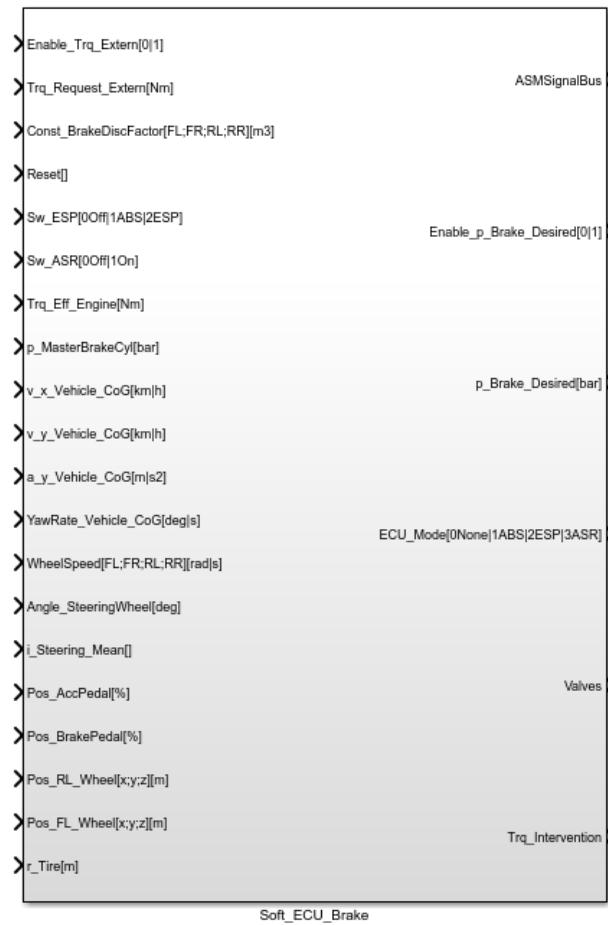 Enable_Trq_Extern[0|1]
Trq_Request_Extern[Nm]
Const_BrakeDiscFactor[FL;FR;RL;RR][m3]
Reset[]
Sw_ESP[0Off|1ABS|2ESP]
Sw_ASR[0Off|1On]
Trq_Eff_Engine[Nm]
p_MasterBrakeCyl[bar]
v_x_Vehicle_CoG[km|h]
v_y_Vehicle_CoG[km|h]
a_y_Vehicle_CoG[m|s2]
YawRate_Vehicle_CoG[deg|s]
WheelSpeed[FL;FR;RL;RR][rad|s]
Angle_SteeringWheel[deg]
i_Steering_Mean[]
Pos_AccPedal[%]
Pos_BrakePedal[%]
Pos_RL_Wheel[x;y;z][m]
Pos_FL_Wheel[x;y;z][m]
r_Tire[m]
ASMSignalBus
Enable_p_Brake_Desired[0|1]
p_Brake_Desired[bar]
ECU_Mode[0None|1ABS|2ESP|3ASR]
Valves
Trq_Intervention
Soft_ECU_Brake